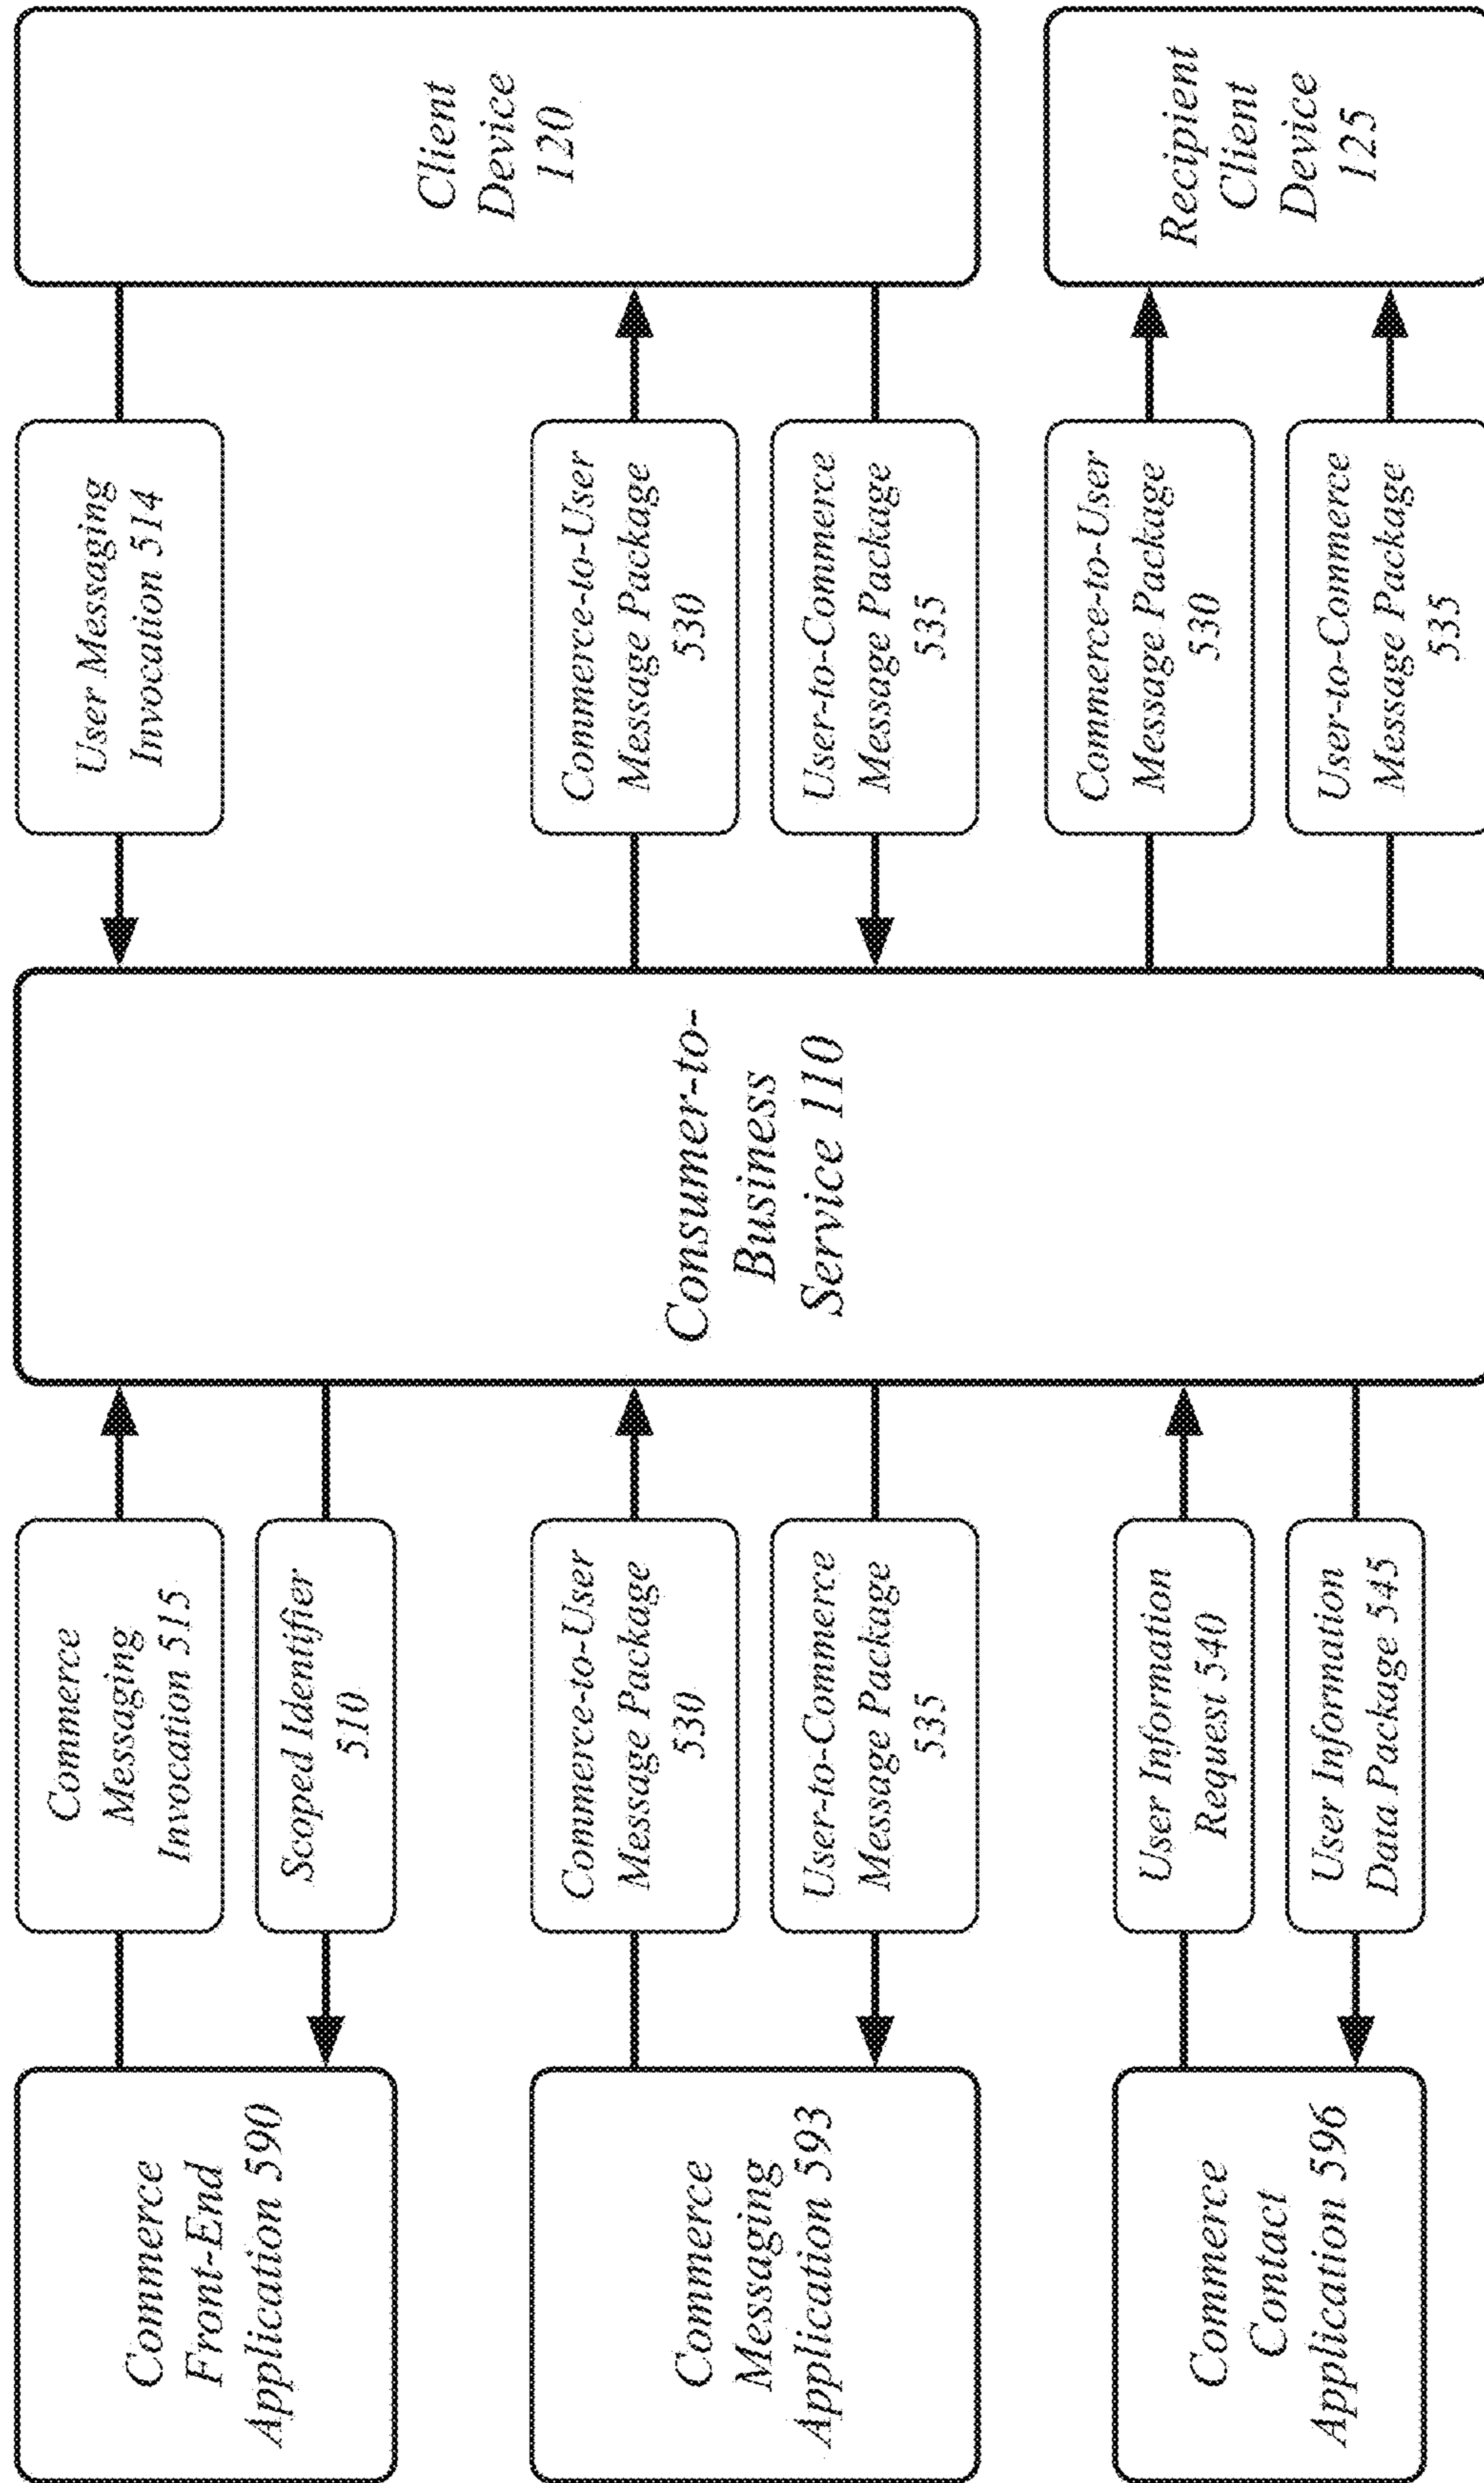 Commerce
Front-End
Application 590
Commerce
Messaging
Invocation 515
Scoped Identifier
510
Consumer-to-
Business
Service 110
User Messaging
Invocation 514
Client
Device
120
Commerce
Messaging
Application 593
Commerce-to-User
Message Package
530
User-to-Commerce
Message Package
535
Commerce-to-User
Message Package
530
User-to-Commerce
Message Package
535
Commerce
Contact
Application 596
User Information
Request 540
User Information
Data Package 545
Commerce-to-User
Message Package
530
User-to-Commerce
Message Package
535
Recipient
Client
Device
125